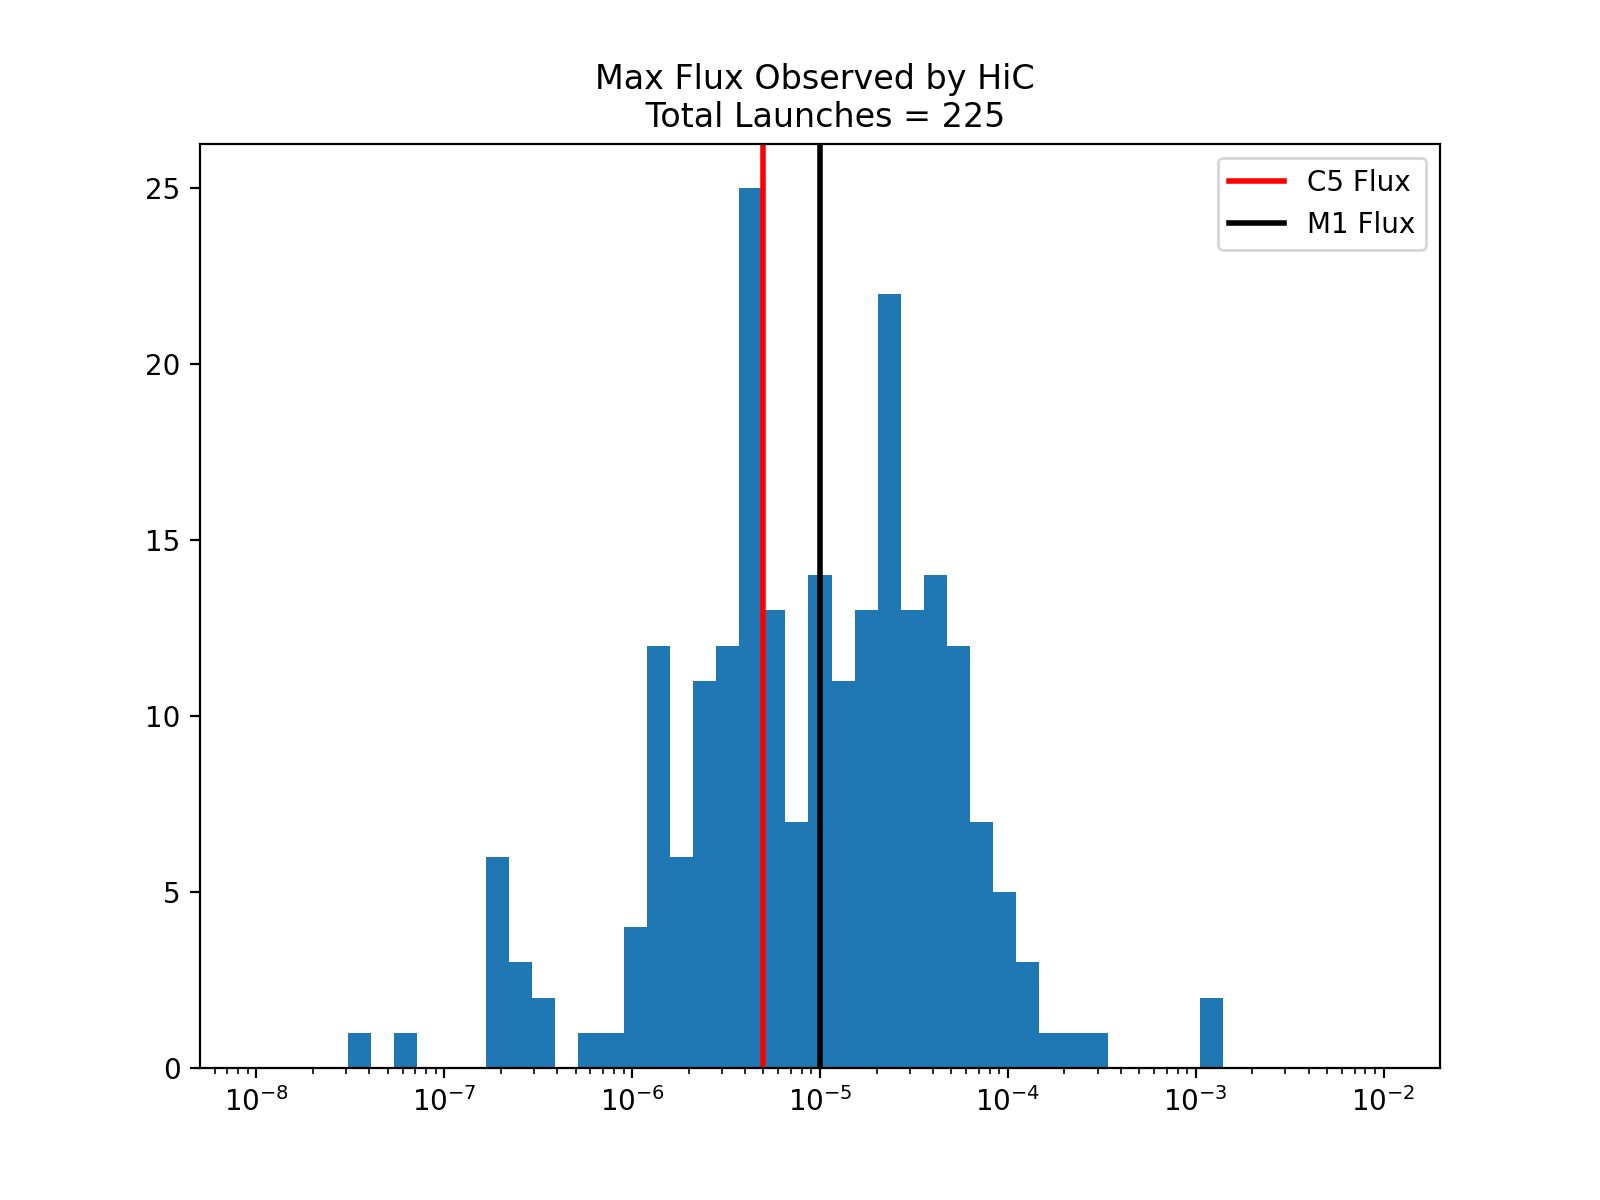 Max Flux Observed by HiC
Total Launches = 225
C5 Flux
M1 Flux
25
20
15
10
5
0
10⁻⁸ 10⁻⁷ 10⁻⁶ 10⁻⁵ 10⁻⁴ 10⁻³ 10⁻²